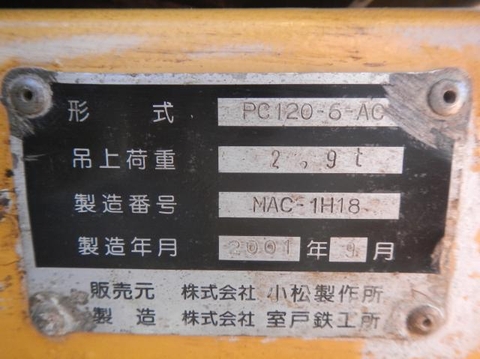 形式 PC120-6-AC
吊上荷重 2.9t
製造番号 MAC-1H18
製造年月 2001年9月
販売元 株式会社 小松製作所
製造 株式会社 室戸鉄工所